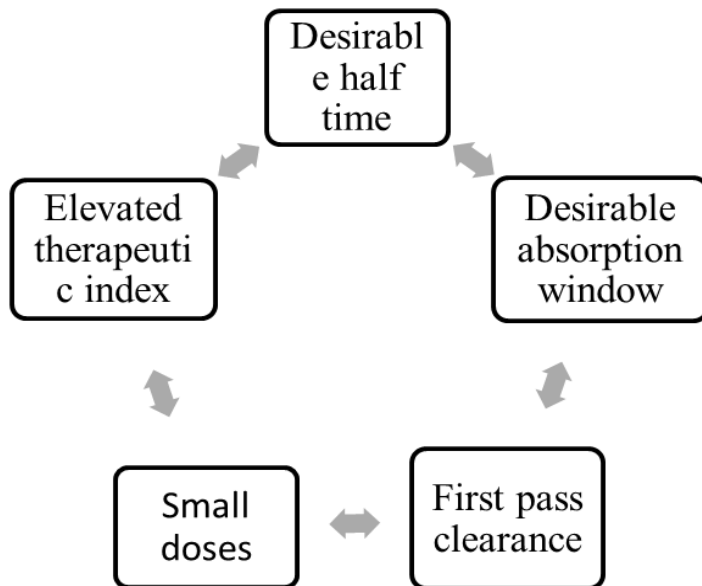 Desirabl
e half
time
Elevated
therapeuti
c index
Desirable
absorption
window
Small
doses
First pass
clearance